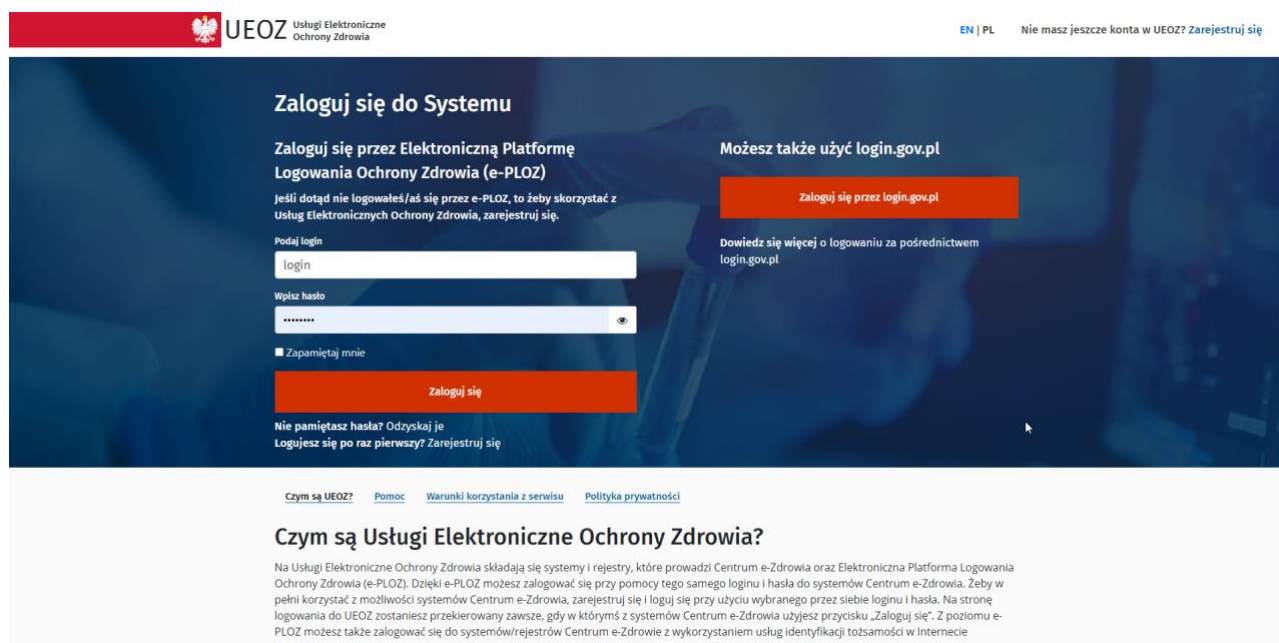 UEOZ Usługi Elektroniczne
Ochrony Zdrowia
EN | PL
Nie masz jeszcze konta w UEOZ? Zarejestruj się
Zaloguj się do Systemu
Zaloguj się przez Elektroniczną Platformę
Logowania Ochrony Zdrowia (e-PLOZ)
Jeśli dotąd nie logowałeś/aś się przez e-PLOZ, to żeby skorzystać z
Usług Elektronicznych Ochrony Zdrowia, zarejestruj się.
Podaj login
login
Wpisz hasło
••••••••
Zapamiętaj mnie
Zaloguj się
Nie pamiętasz hasła? Odzyskaj je
Logujesz się po raz pierwszy? Zarejestruj się
Możesz także użyć login.gov.pl
Zaloguj się przez login.gov.pl
Dowiedz się więcej o logowaniu za pośrednictwem
login.gov.pl
Czym są UEOZ? Pomoc Warunki korzystania z serwisu Polityka prywatności
Czym są Usługi Elektroniczne Ochrony Zdrowia?
Na Usługi Elektroniczne Ochrony Zdrowia składają się systemy i rejestry, które prowadzi Centrum e-Zdrowia oraz Elektroniczna Platforma Logowania
Ochrony Zdrowia (e-PLOZ). Dzięki e-PLOZ możesz zalogować się przy pomocy tego samego loginu i hasła do systemów Centrum e-Zdrowia. Żeby w
pełni korzystać z możliwości systemów Centrum e-Zdrowia, zarejestruj się i loguj się przy użyciu wybranego przez siebie loginu i hasła. Na stronę
logowania do UEOZ zostaniesz przekierowany zawsze, gdy w którymś z systemów Centrum e-Zdrowia użyjesz przycisku „Zaloguj się”. Z poziomu e-
PLOZ możesz także zalogować się do systemów/rejestrów Centrum e-Zdrowie z wykorzystaniem usług identyfikacji tożsamości w Internecie